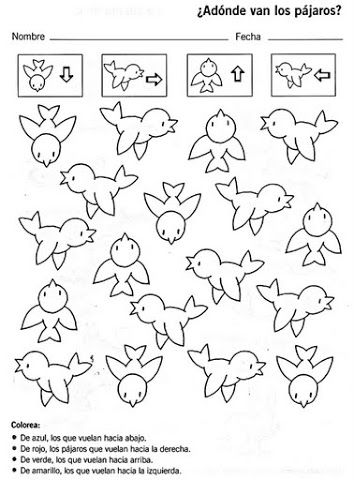 ¿Adónde van los pájaros?
Nombre Fecha
Colorea:
● De azul, los que vuelan hacia abajo.
● De rojo, los pájaros que vuelan hacia la derecha.
● De verde, los que vuelan hacia arriba.
● De amarillo, los que vuelan hacia la izquierda.